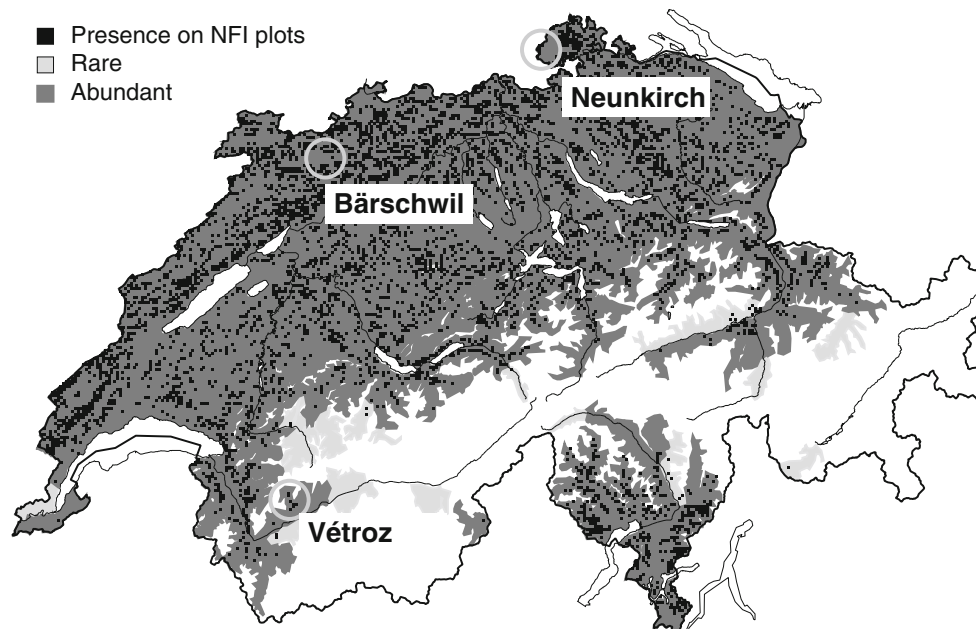 Presence on NFI plots
Rare
Abundant
Neunkirch
Bärschwil
Vétroz